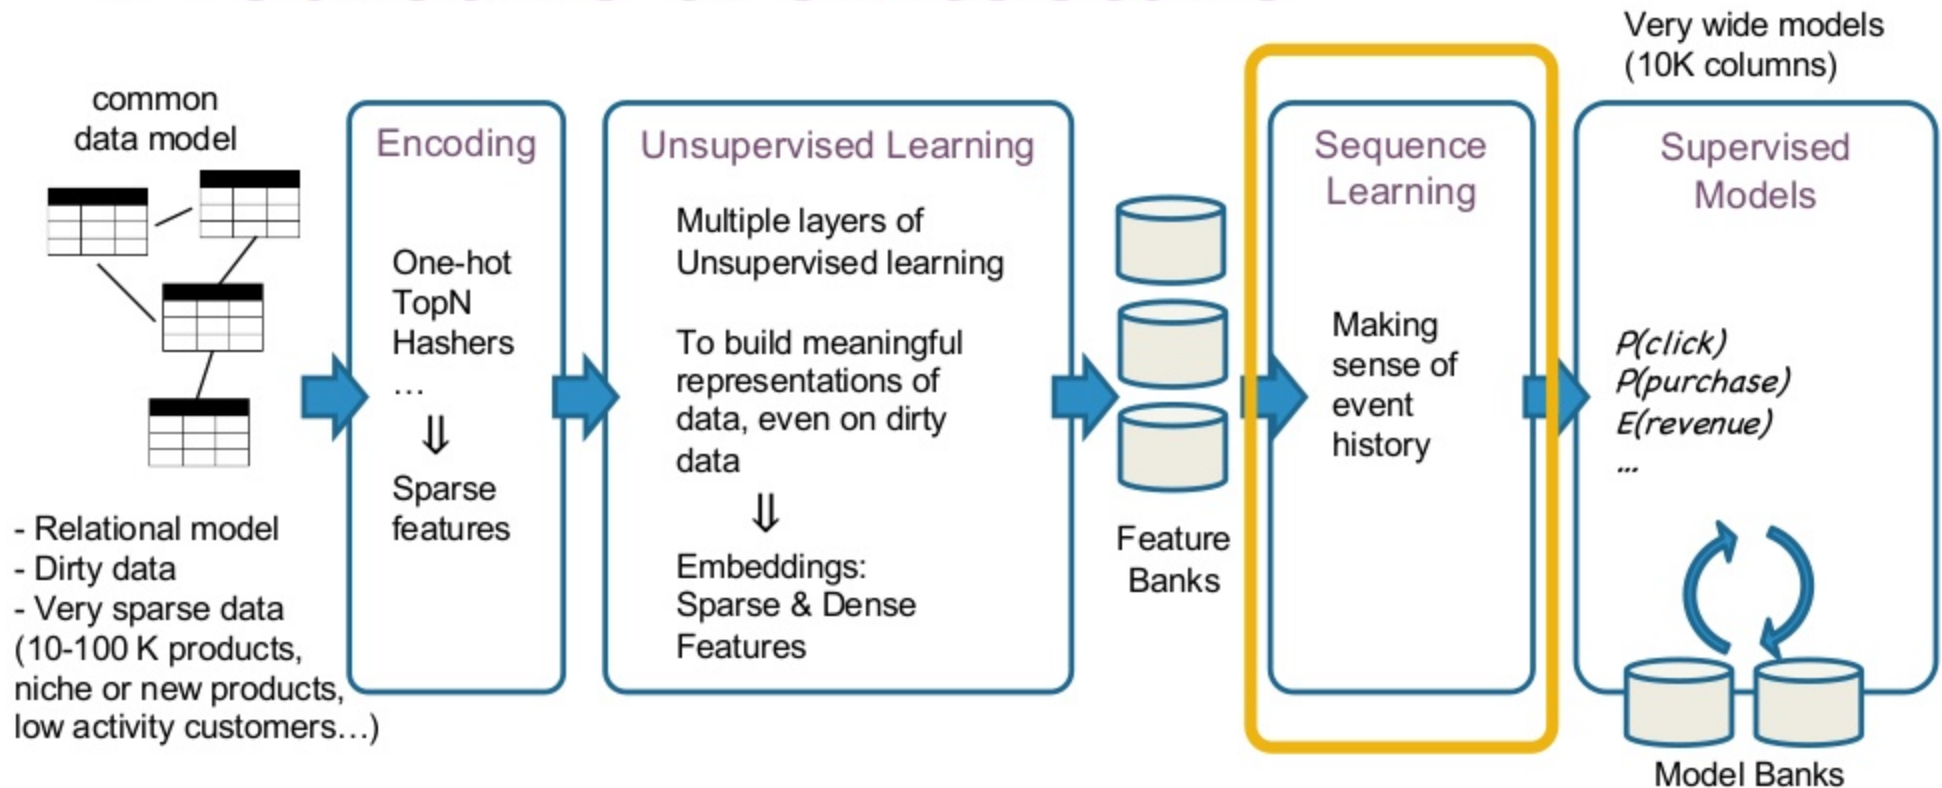 common
data model
- Relational model
- Dirty data
- Very sparse data
(10-100 K products,
niche or new products,
low activity customers…)
Encoding
One-hot
TopN
Hashers
…
⇓
Sparse
features
Unsupervised Learning
Multiple layers of
Unsupervised learning
To build meaningful
representations of
data, even on dirty
data
⇓
Embeddings:
Sparse & Dense
Features
Feature
Banks
Sequence
Learning
Making
sense of
event
history
Very wide models
(10K columns)
Supervised
Models
P(click)
P(purchase)
E(revenue)
...
Model Banks